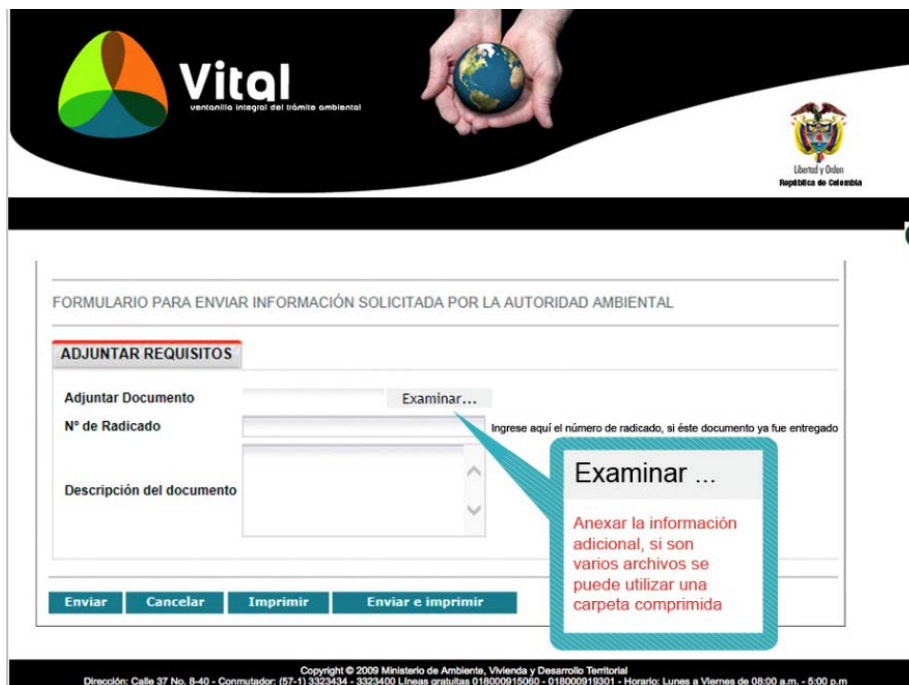 Vital
ventanilla integral del trámite ambiental
Libertad y Orden
República de Colombia
FORMULARIO PARA ENVIAR INFORMACIÓN SOLICITADA POR LA AUTORIDAD AMBIENTAL
ADJUNTAR REQUISITOS
Adjuntar Documento Examinar...
N° de Radicado Ingrese aquí el número de radicado, si éste documento ya fue entregado
Descripción del documento
Examinar ...
Anexar la información
adicional, si son
varios archivos se
puede utilizar una
carpeta comprimida
Enviar Cancelar Imprimir Enviar e imprimir
Copyright © 2009 Ministerio de Ambiente, Vivienda y Desarrollo Territorial
Dirección: Calle 37 No. 8-40 - Conmutador: (57-1) 3323434 - 3323400 Líneas gratuitas 018000915060 - 018000919301 - Horario: Lunes a Viernes de 08:00 a.m. - 5:00 p.m